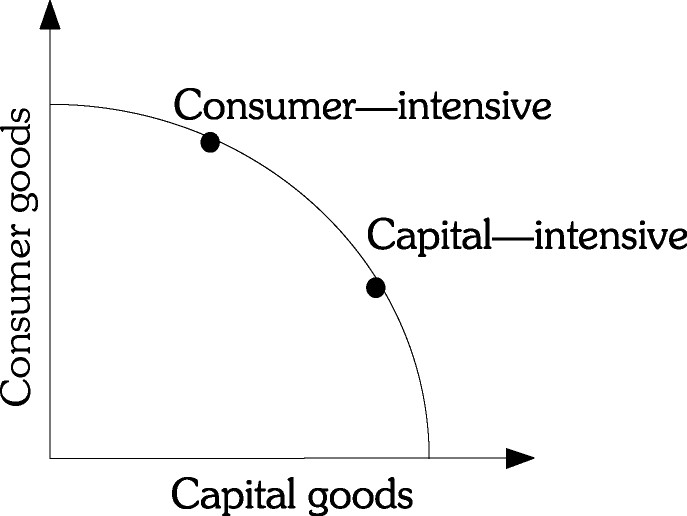 Consumer—intensive
Capital—intensive
Consumer goods
Capital goods